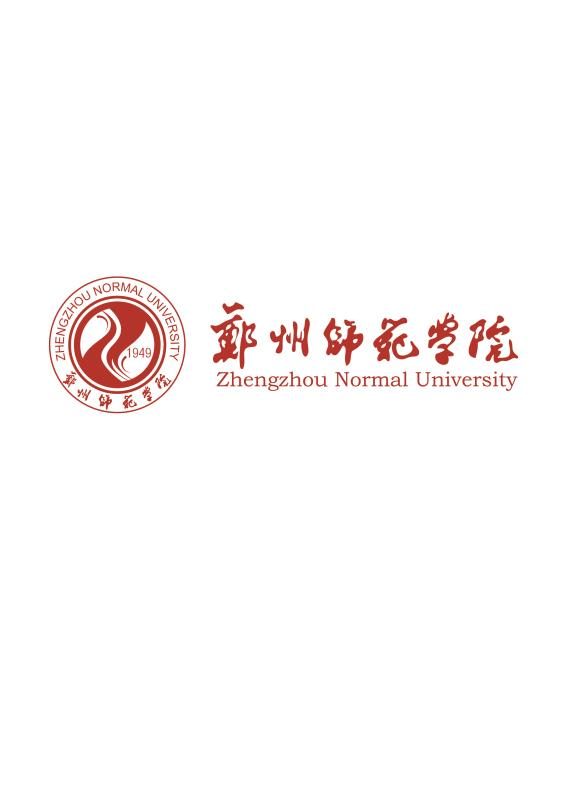 ZHENGZHOU NORMAL UNIVERSITY
1949
鄭州師範學院
鄭州師範學院
Zhengzhou Normal University